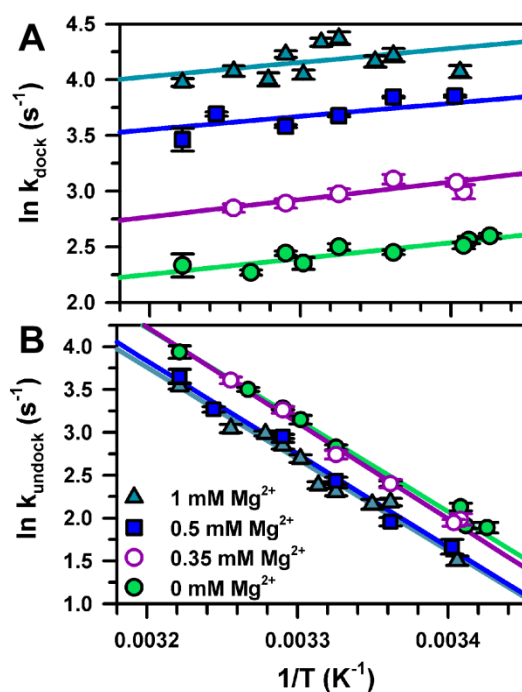 A
ln k_dock (s⁻¹)
4.5
4.0
3.5
3.0
2.5
2.0
B
ln k_undock (s⁻¹)
4.0
3.5
3.0
2.5
2.0
1.5
1.0
1 mM Mg²⁺
0.5 mM Mg²⁺
0.35 mM Mg²⁺
0 mM Mg²⁺
0.0032 0.0033 0.0034
1/T (K⁻¹)